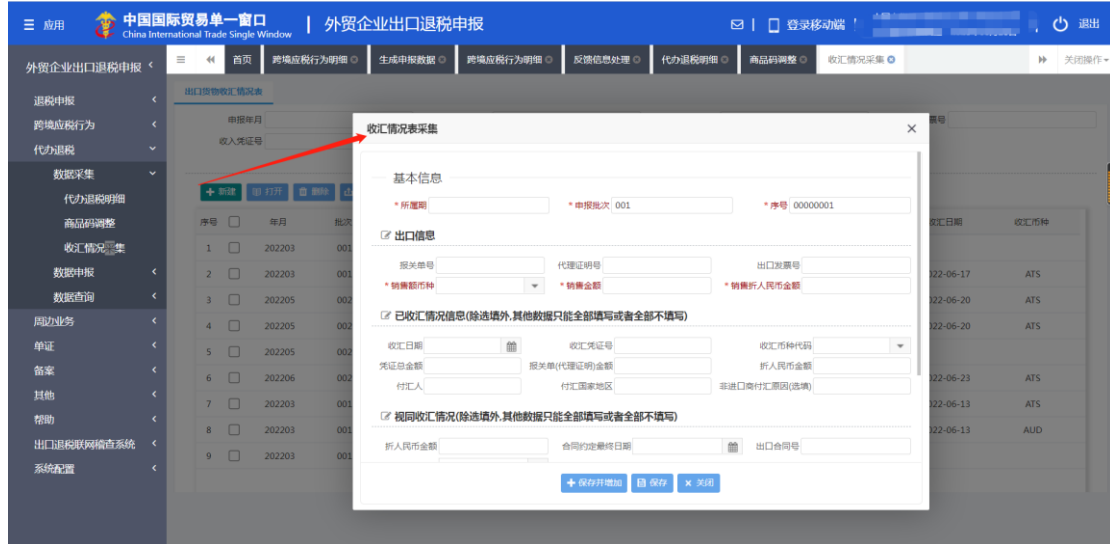 应用 中国国际贸易单一窗口 外贸企业出口退税申报 登录移动端 退出
China International Trade Single Window
外贸企业出口退税申报 首页 跨境应税行为明细 生成申报数据 跨境应税行为明细 反馈信息处理 代办退税明细 商品码调整 收汇情况采集 关闭操作
退税申报
跨境应税行为
代办退税
数据采集
代办退税明细
商品码调整
收汇情况 集
数据申报
数据查询
周边业务
单证
备案
其他
帮助
出口退税联网稽查系统
系统配置
出口货物收汇情况表
申报年月 票号
收入凭证号
新建 打开 删除
序号 年月 批次 收汇日期 收汇币种
1 202203 001
2 202203 001 022-06-17 ATS
3 202205 002 022-06-20 ATS
4 202205 002 022-06-20 ATS
5 202205 002
6 202206 002 022-06-23 ATS
7 202203 001 022-06-13 ATS
8 202203 001 022-06-13 AUD
9 202203 001
收汇情况表采集 ×
基本信息
* 所属期 * 申报批次 001 * 序号 00000001
出口信息
报关单号 代理证明号 出口发票号
* 销售额币种 * 销售金额 * 销售折人民币金额
已收汇情况信息(除选填外,其他数据只能全部填写或者全部不填写)
收汇日期 收汇凭证号 收汇币种代码
凭证总金额 报关单(代理证明)金额 折人民币金额
付汇人 付汇国家地区 非进口商付汇原因(选填)
视同收汇情况(除选填外,其他数据只能全部填写或者全部不填写)
折人民币金额 合同约定最终日期 出口合同号
保存并增加 保存 × 关闭